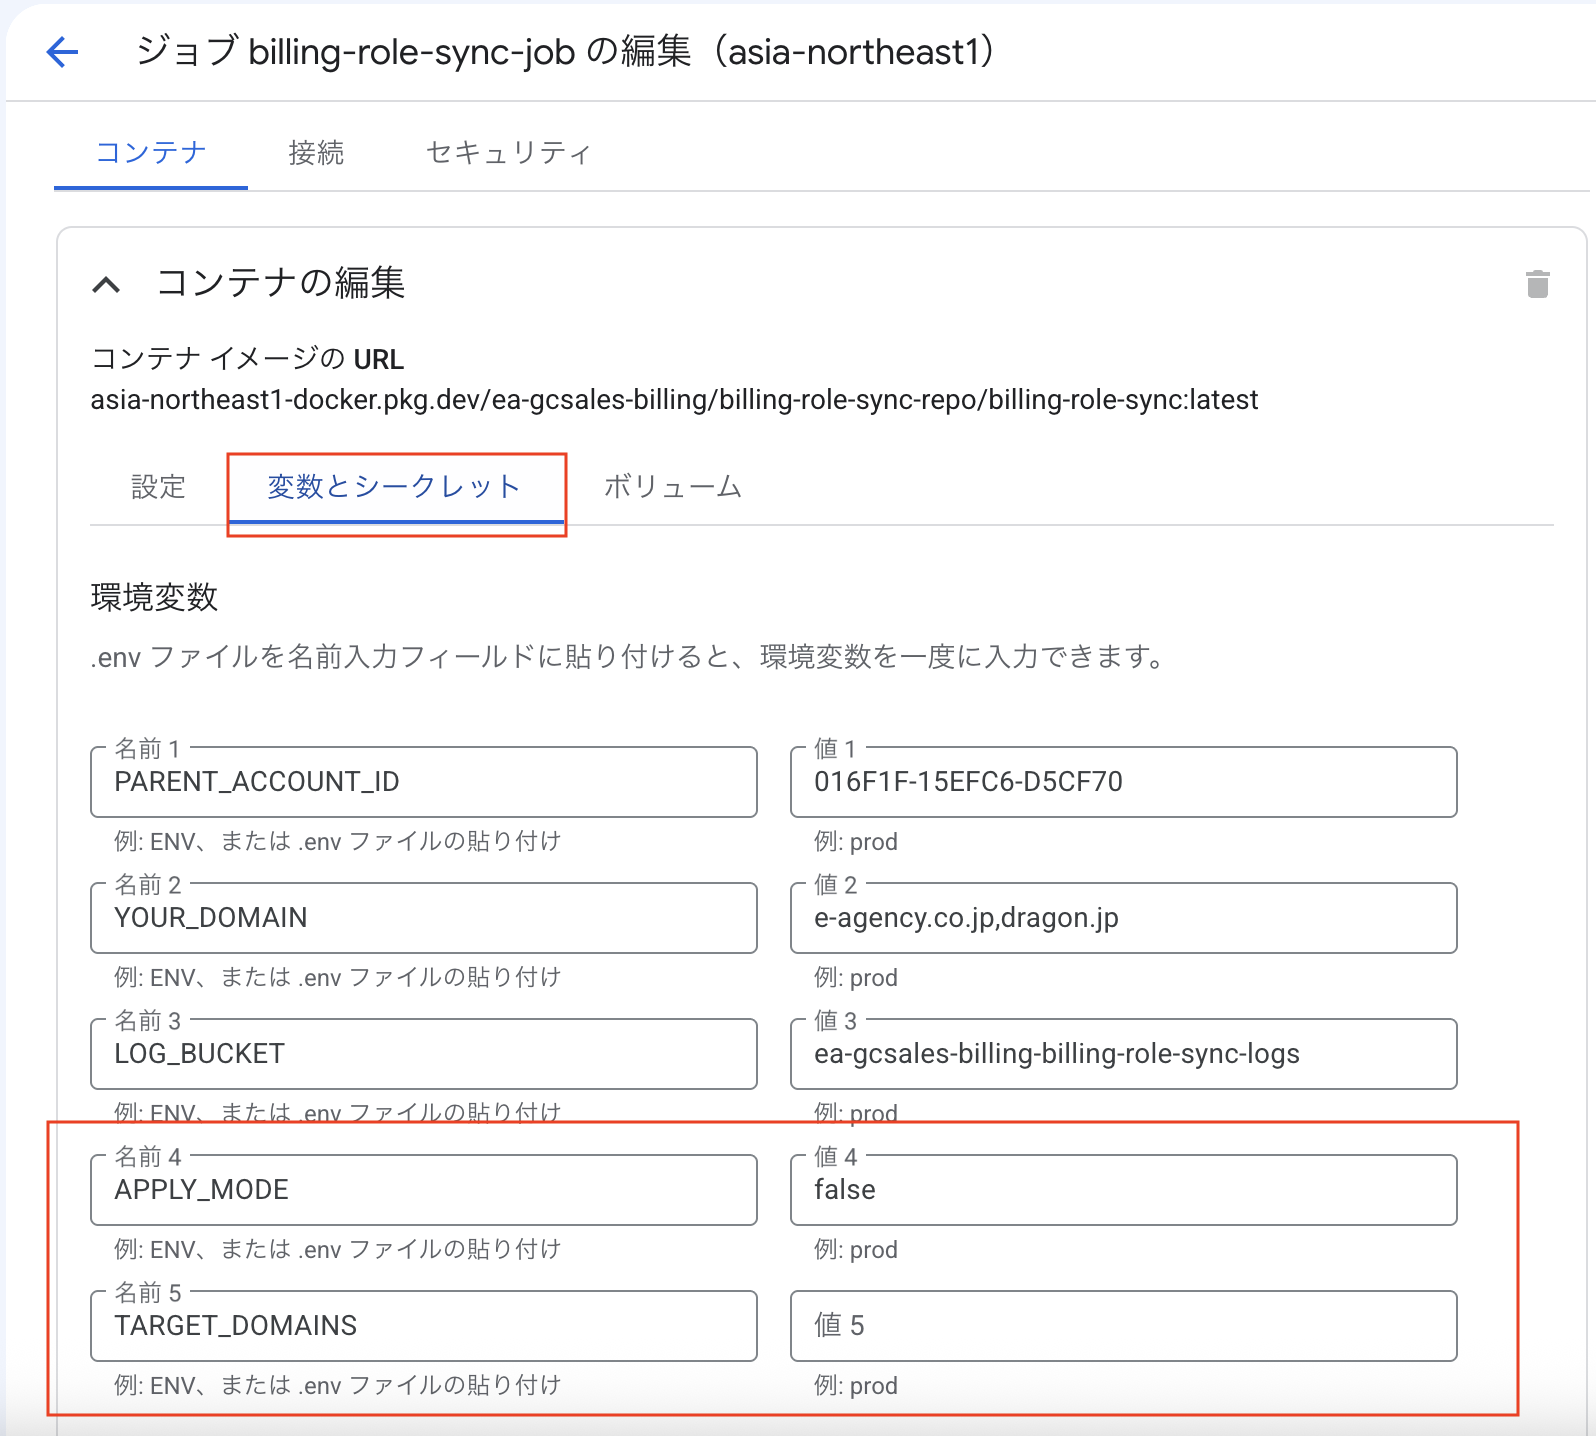 ジョブ billing-role-sync-job の編集（asia-northeast1）
コンテナ 接続 セキュリティ
コンテナの編集
コンテナ イメージの URL
asia-northeast1-docker.pkg.dev/ea-gcsales-billing/billing-role-sync-repo/billing-role-sync:latest
設定 変数とシークレット ボリューム
環境変数
.env ファイルを名前入力フィールドに貼り付けると、環境変数を一度に入力できます。
名前 1 値 1
PARENT_ACCOUNT_ID 016F1F-15EFC6-D5CF70
例: ENV、または .env ファイルの貼り付け 例: prod
名前 2 値 2
YOUR_DOMAIN e-agency.co.jp,dragon.jp
例: ENV、または .env ファイルの貼り付け 例: prod
名前 3 値 3
LOG_BUCKET ea-gcsales-billing-billing-role-sync-logs
例: ENV、または .env ファイルの貼り付け 例: prod
名前 4 値 4
APPLY_MODE false
例: ENV、または .env ファイルの貼り付け 例: prod
名前 5
TARGET_DOMAINS 値 5
例: ENV、または .env ファイルの貼り付け 例: prod